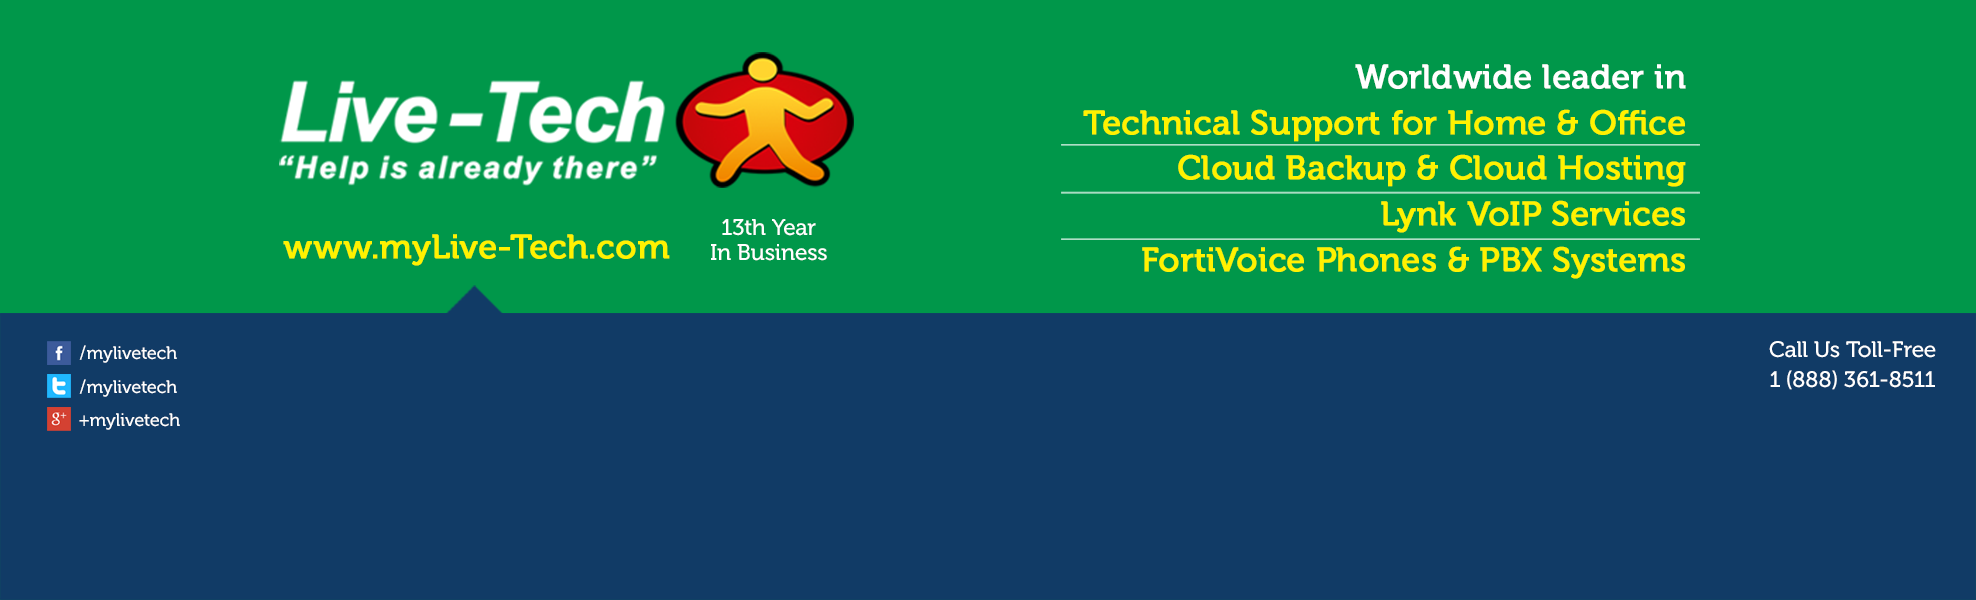 Live-Tech
“Help is already there”
www.myLive-Tech.com
13th Year
In Business
Worldwide leader in
Technical Support for Home & Office
Cloud Backup & Cloud Hosting
Lynk VoIP Services
FortiVoice Phones & PBX Systems
f /mylivetech
t /mylivetech
g+ +mylivetech
Call Us Toll-Free
1 (888) 361-8511